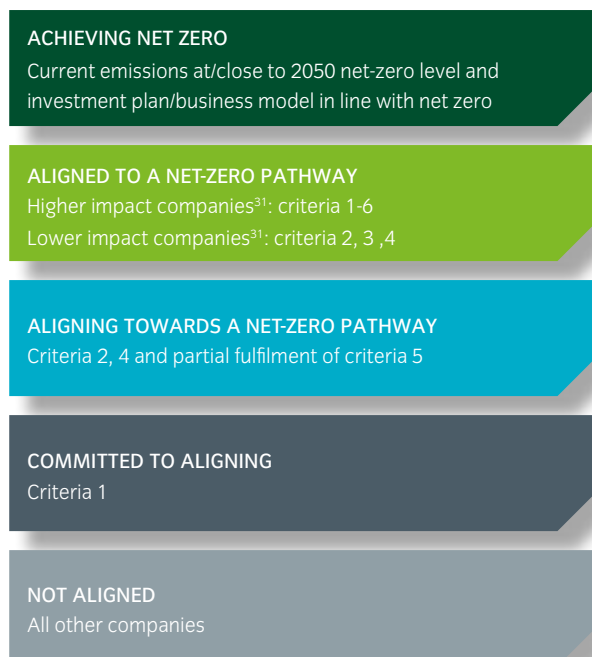 ACHIEVING NET ZERO
Current emissions at/close to 2050 net-zero level and
investment plan/business model in line with net zero
ALIGNED TO A NET-ZERO PATHWAY
Higher impact companies³¹: criteria 1-6
Lower impact companies³¹: criteria 2, 3 ,4
ALIGNING TOWARDS A NET-ZERO PATHWAY
Criteria 2, 4 and partial fulfilment of criteria 5
COMMITTED TO ALIGNING
Criteria 1
NOT ALIGNED
All other companies